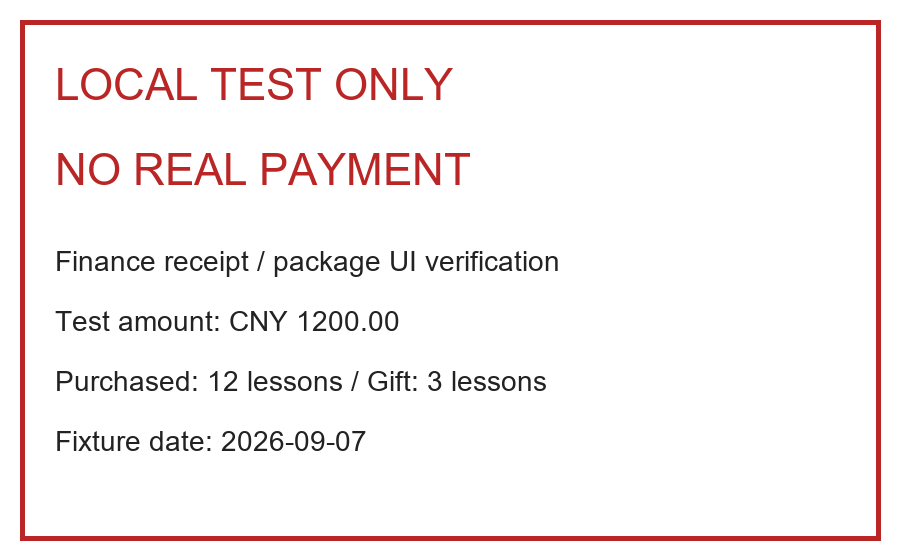 LOCAL TEST ONLY
NO REAL PAYMENT
Finance receipt / package UI verification
Test amount: CNY 1200.00
Purchased: 12 lessons / Gift: 3 lessons
Fixture date: 2026-09-07